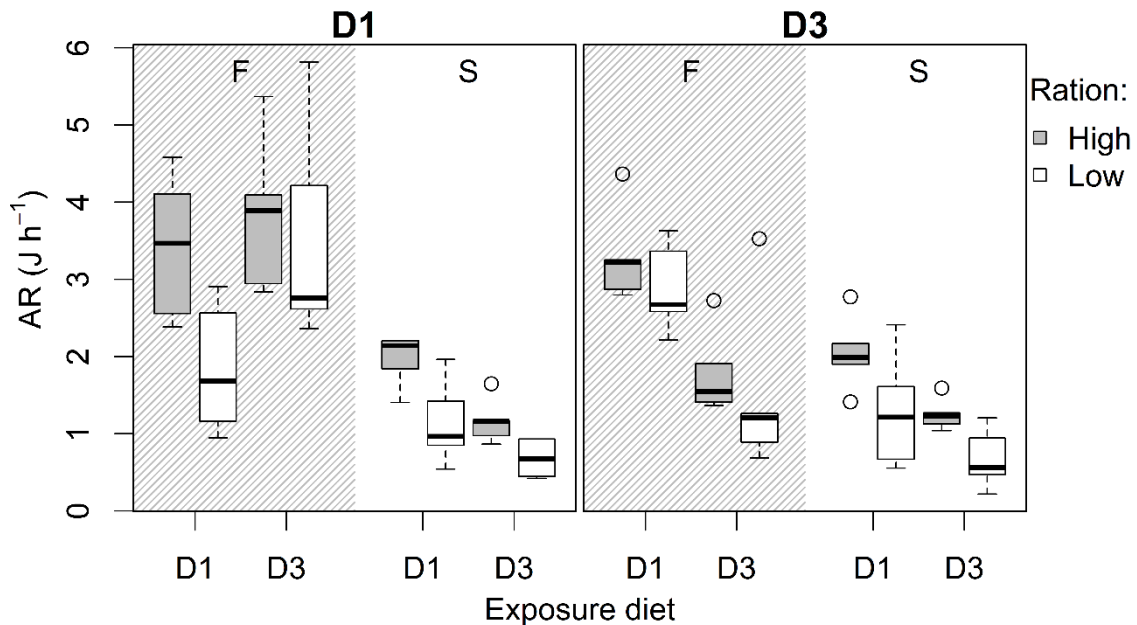 D1 D3
F S F S
Ration:
High
Low
AR (J h⁻¹)
6
5
4
3
2
1
0
D1 D3 D1 D3 D1 D3 D1 D3
Exposure diet